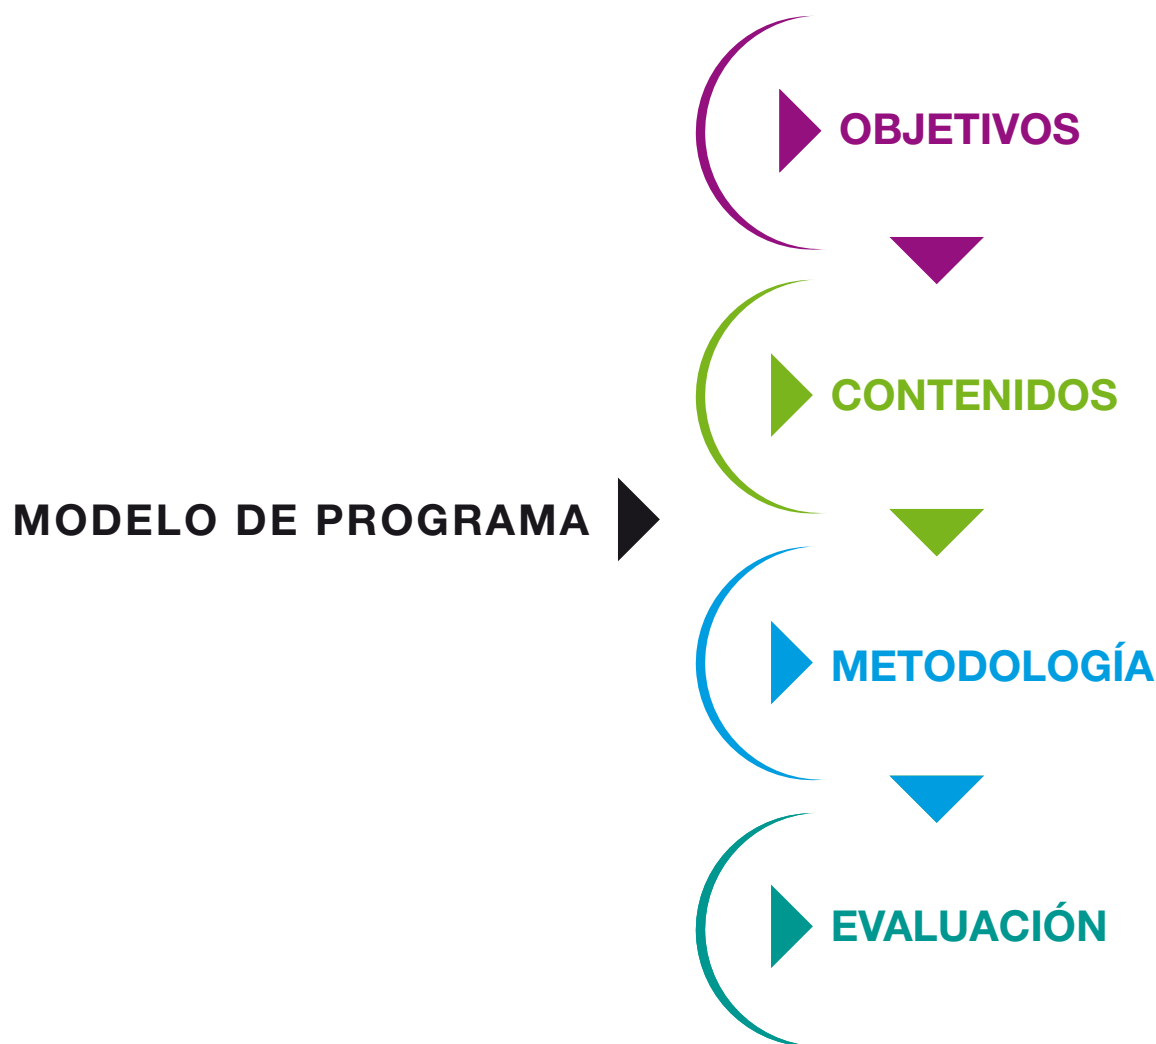 MODELO DE PROGRAMA
OBJETIVOS
CONTENIDOS
METODOLOGÍA
EVALUACIÓN